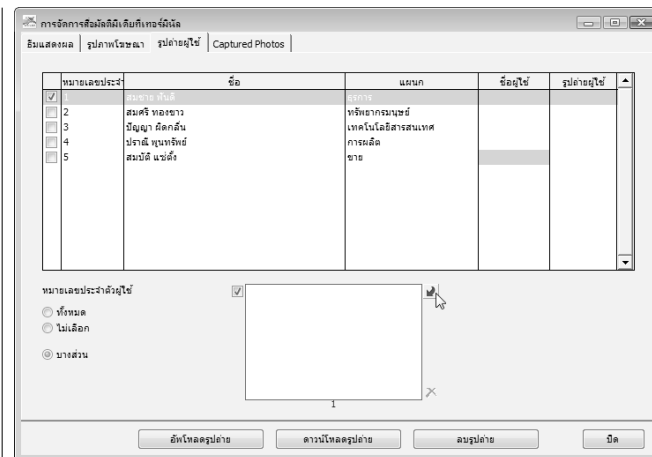 การจัดการสื่อมัลติมิเดียที่เทอร์มินัล
ธีมแสดงผล รูปภาพโฆษณา รูปถ่ายผู้ใช้ Captured Photos
หมายเลขประจำ ชื่อ แผนก ชื่อผู้ใช้ รูปถ่ายผู้ใช้
1 สมชาย พันดี ธุรการ
2 สมศรี ทองขาว ทรัพยากรมนุษย์
3 ปัญญา ผิดกลั่น เทคโนโลยีสารสนเทศ
4 ปราณี พูนทรัพย์ การผลิต
5 สมบัติ แซ่ตั้ง ขาย
หมายเลขประจำตัวผู้ใช้
ทั้งหมด
ไม่เลือก
บางส่วน
1
อัพโหลดรูปถ่าย ดาวน์โหลดรูปถ่าย ลบรูปถ่าย ปิด